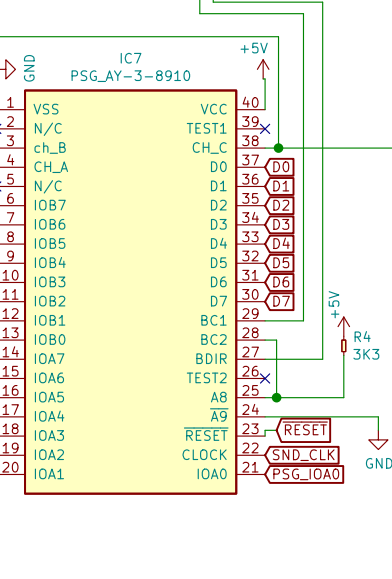 +5V
GND
IC7
PSG_AY-3-8910
1 VSS VCC 40
2 N/C TEST1 39
3 ch_B CH_C 38
4 CH_A D0 37 D0
5 N/C D1 36 D1
6 IOB7 D2 35 D2
7 IOB6 D3 34 D3
8 IOB5 D4 33 D4
9 IOB4 D5 32 D5
10 IOB3 D6 31 D6
11 IOB2 D7 30 D7
12 IOB1 BC1 29
13 IOB0 BC2 28
14 IOA7 BDIR 27
15 IOA6 TEST2 26
16 IOA5 A8 25
17 IOA4 A9 24
18 IOA3 RESET 23 RESET
19 IOA2 CLOCK 22 SND_CLK
20 IOA1 IOA0 21 PSG_IOA0
+5V
R4
3K3
GND